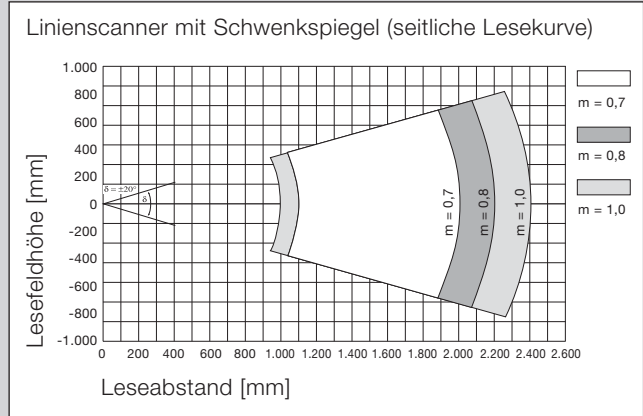 Linienscanner mit Schwenkspiegel (seitliche Lesekurve)
Lesefeldhöhe [mm]
1.000
800
600
400
200
0
-200
-400
-600
-800
-1.000
δ = ±20°
δ
m = 0,7
m = 0,8
m = 1,0
m = 0,7
m = 0,8
m = 1,0
0 200 400 600 800 1.000 1.200 1.400 1.600 1.800 2.000 2.200 2.400 2.600
Leseabstand [mm]